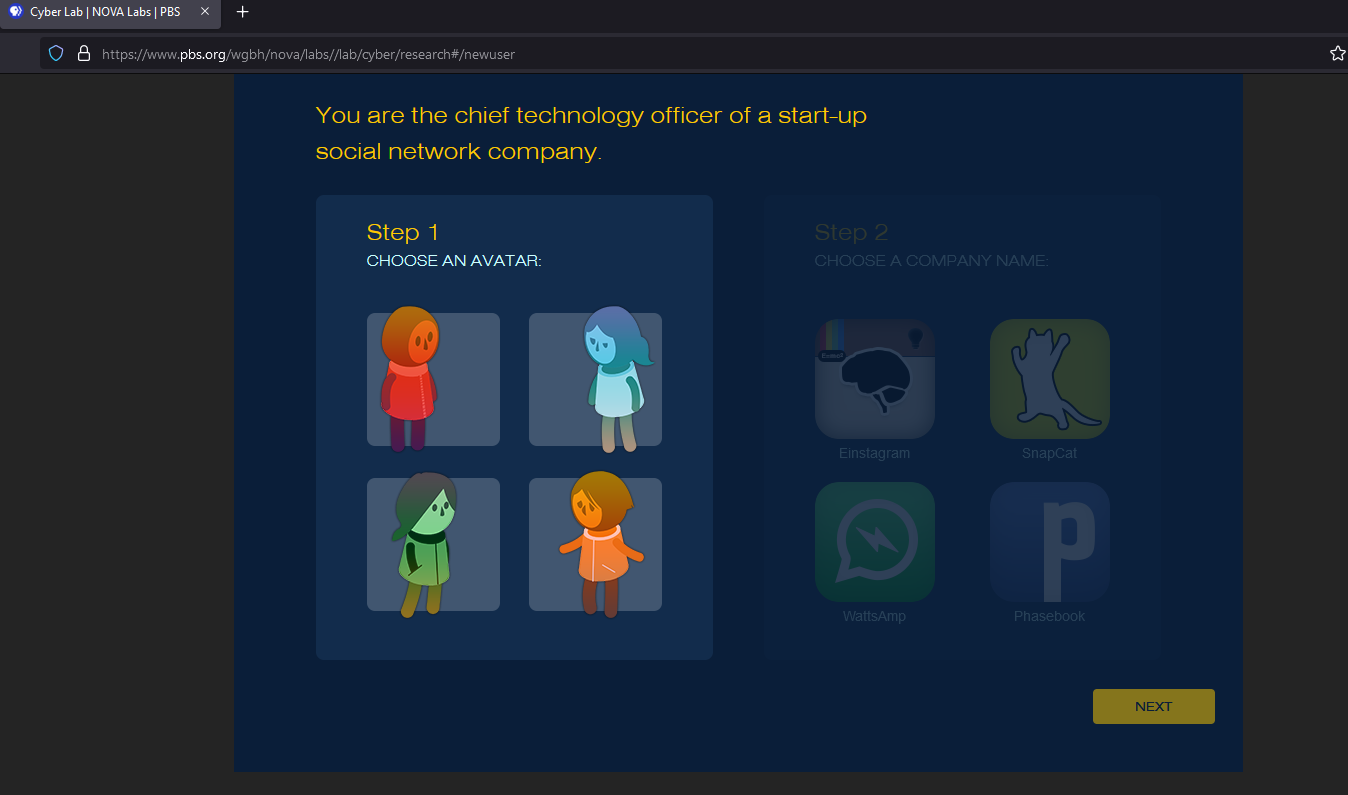 Cyber Lab | NOVA Labs | PBS
https://www.pbs.org/wgbh/nova/labs//lab/cyber/research#/newuser
You are the chief technology officer of a start-up
social network company.
Step 1
CHOOSE AN AVATAR:
Step 2
CHOOSE A COMPANY NAME:
Einstagram
SnapCat
p
WattsAmp
Phasebook
NEXT